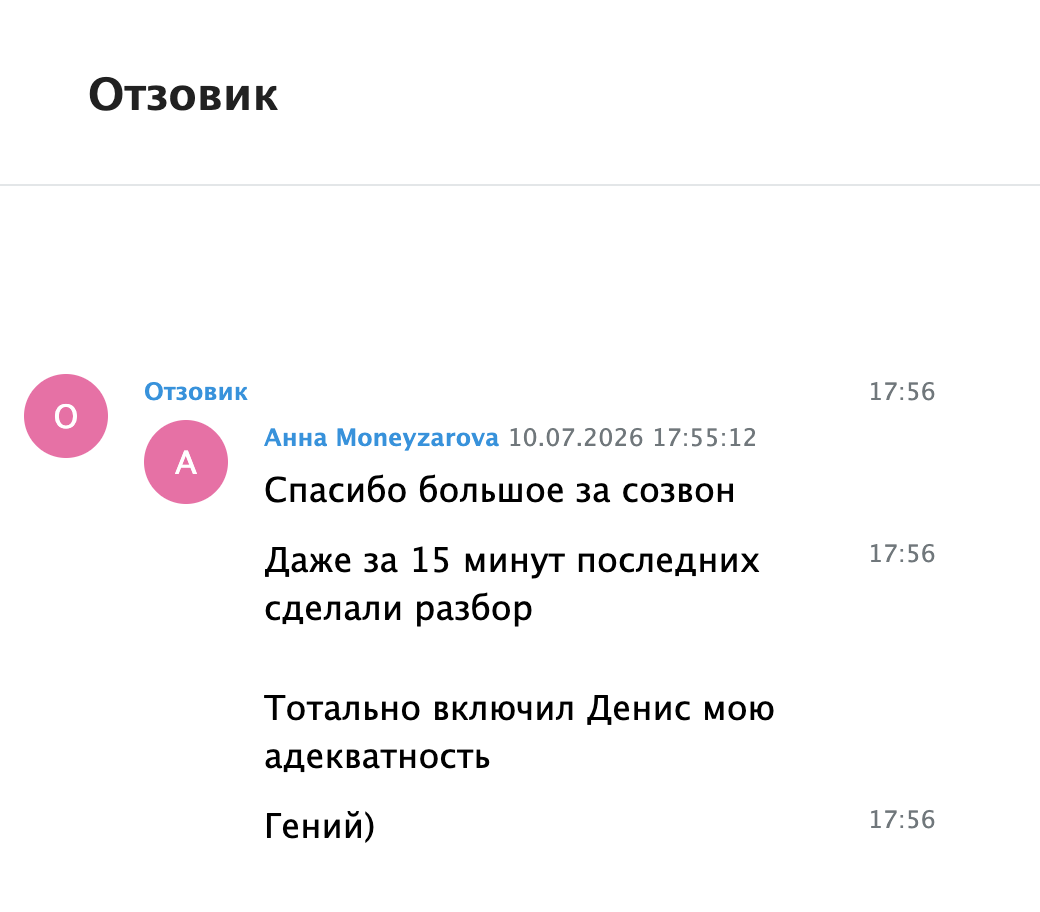 Отзовик
О
Отзовик 17:56
А
Анна Moneyzarova 10.07.2026 17:55:12
Спасибо большое за созвон
Даже за 15 минут последних 17:56
сделали разбор
Тотально включил Денис мою
адекватность
Гений) 17:56